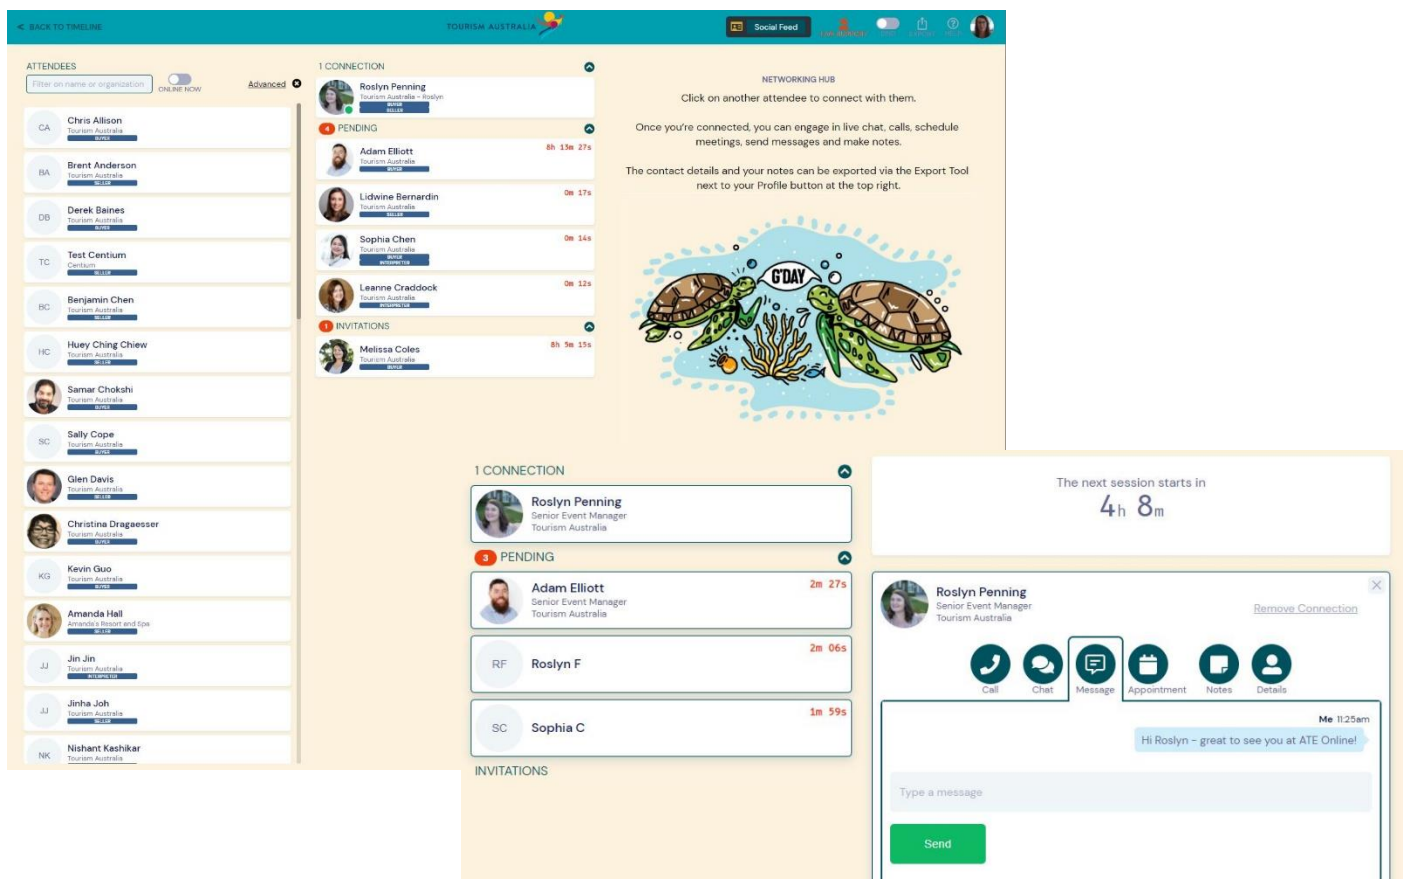 < BACK TO TIMELINE
TOURISM AUSTRALIA
Social Feed
HELP
ATTENDEES
Filter on name or organization
ONLINE NOW
Advanced
CA
Chris Allison
Tourism Australia
BUYER
BA
Brent Anderson
Tourism Australia
SELLER
DB
Derek Baines
Tourism Australia
BUYER
TC
Test Centium
Centium
SELLER
BC
Benjamin Chen
Tourism Australia
SELLER
HC
Huey Ching Chiew
Tourism Australia
SELLER
Samar Chokshi
Tourism Australia
BUYER
SC
Sally Cope
Tourism Australia
BUYER
Glen Davis
Tourism Australia
SELLER
Christina Dragaesser
Tourism Australia
BUYER
KG
Kevin Guo
Tourism Australia
BUYER
Amanda Hall
Amanda's Resort and Spa
SELLER
JJ
Jin Jin
Tourism Australia
INTERPRETER
JJ
Jinha Joh
Tourism Australia
SELLER
NK
Nishant Kashikar
Tourism Australia
1 CONNECTION
Roslyn Penning
Tourism Australia - Roslyn
BUYER
SELLER
4 PENDING
Adam Elliott
8h 13m 27s
Tourism Australia
BUYER
Lidwine Bernardin
0m 17s
Tourism Australia
SELLER
Sophia Chen
0m 14s
Tourism Australia
BUYER
INTERPRETER
Leanne Craddock
0m 12s
Tourism Australia
INTERPRETER
1 INVITATIONS
Melissa Coles
8h 5m 15s
Tourism Australia
BUYER
NETWORKING HUB
Click on another attendee to connect with them.
Once you're connected, you can engage in live chat, calls, schedule
meetings, send messages and make notes.
The contact details and your notes can be exported via the Export Tool
next to your Profile button at the top right.
G'DAY
1 CONNECTION
Roslyn Penning
Senior Event Manager
Tourism Australia
3 PENDING
Adam Elliott
2m 27s
Senior Event Manager
Tourism Australia
RF
Roslyn F
2m 06s
SC
Sophia C
1m 59s
INVITATIONS
The next session starts in
4h 8m
Roslyn Penning
Senior Event Manager
Tourism Australia
Remove Connection
Call
Chat
Message
Appointment
Notes
Details
Me 11:25am
Hi Roslyn - great to see you at ATE Online!
Type a message
Send